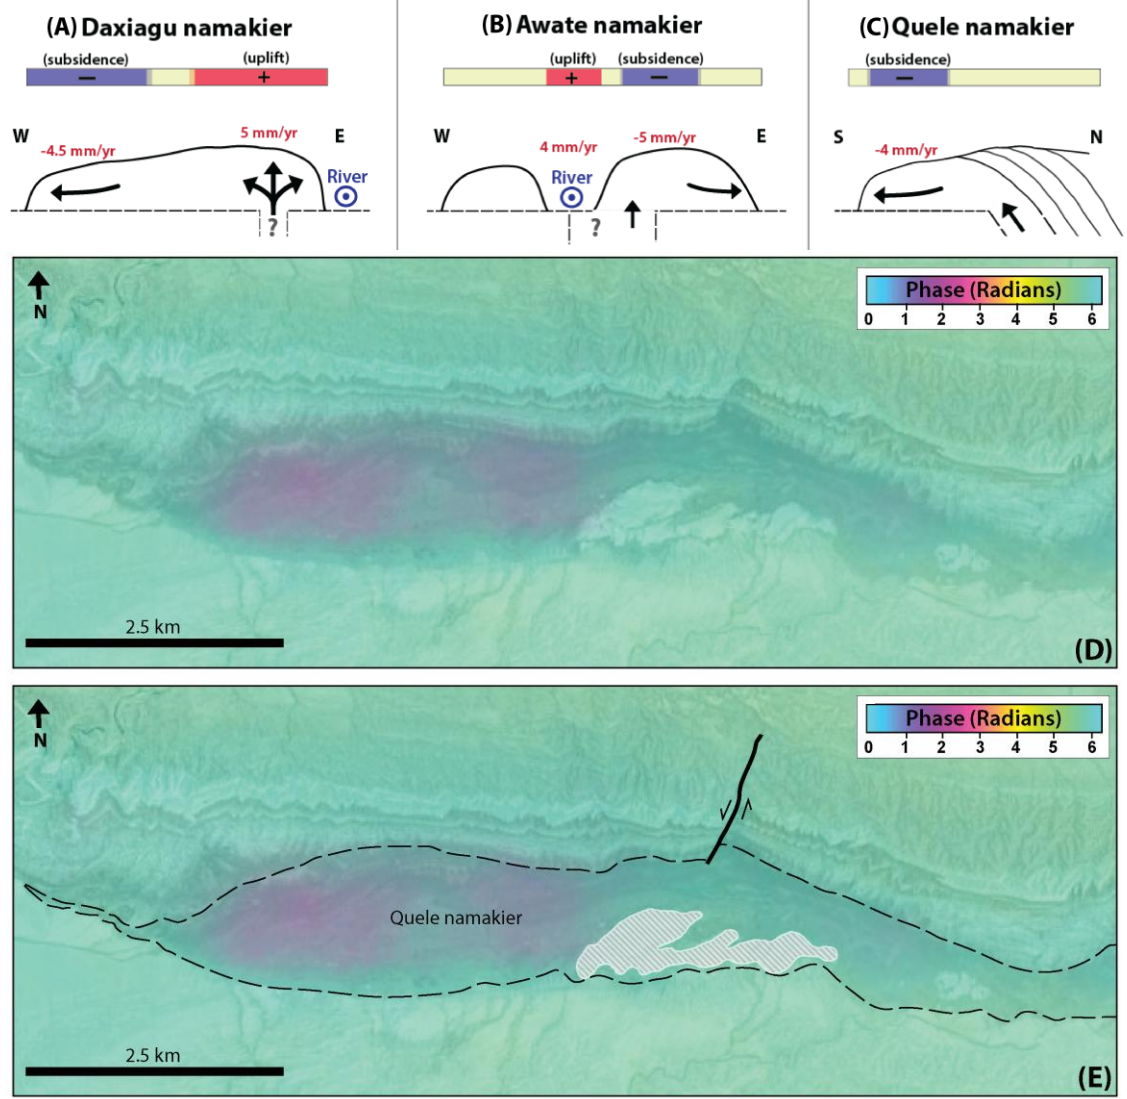 (A) Daxiagu namakier
(subsidence) (uplift)
− +
W -4.5 mm/yr 5 mm/yr E
River
?
(B) Awate namakier
(uplift) (subsidence)
+ −
W 4 mm/yr -5 mm/yr E
River
?
(C) Quele namakier
(subsidence)
−
S -4 mm/yr N
N
Phase (Radians)
0 1 2 3 4 5 6
2.5 km
(D)
N
Phase (Radians)
0 1 2 3 4 5 6
Quele namakier
2.5 km
(E)